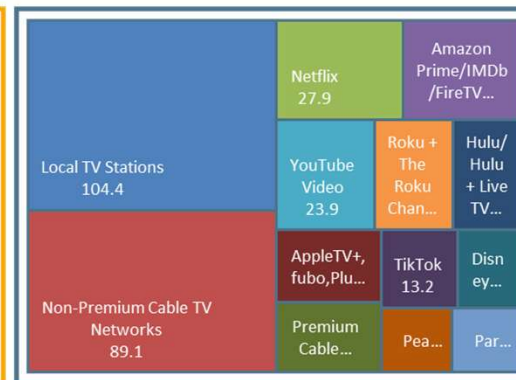 Local TV Stations
104.4
Non-Premium Cable TV
Networks
89.1
Netflix
27.9
Amazon
Prime/IMDb
/FireTV...
YouTube
Video
23.9
Roku +
The
Roku
Chan...
Hulu/
Hulu
+ Live
TV...
AppleTV+,
fubo,Plu...
TikTok
13.2
Disn
ey...
Premium
Cable...
Pea...
Par...